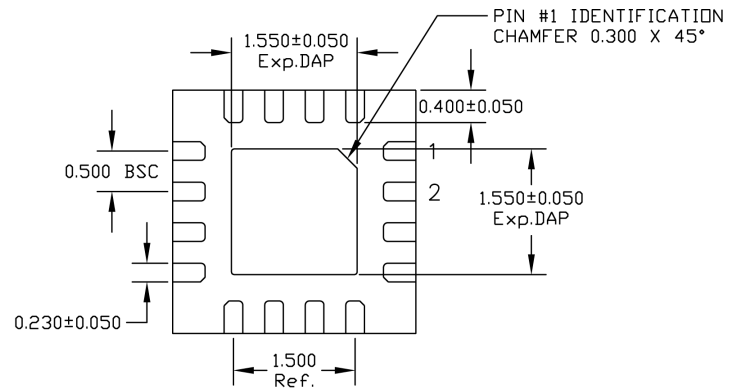 PIN #1 IDENTIFICATION
CHAMFER 0.300 X 45°
1.550±0.050
Exp.DAP
0.400±0.050
1
0.500 BSC
2
1.550±0.050
Exp.DAP
0.230±0.050
1.500
Ref.